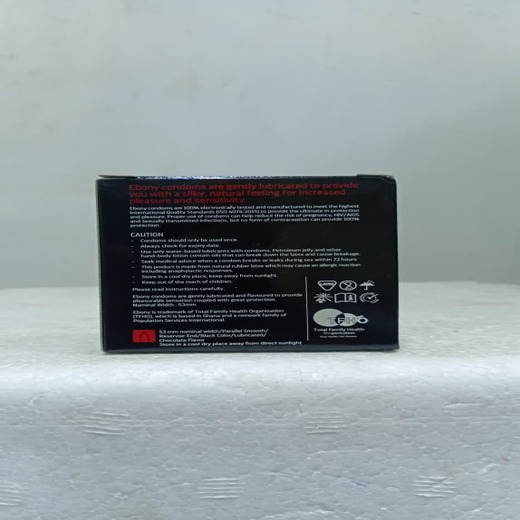 Ebony condoms are gently lubricated to provide
you with a silky, natural feeling for increased
pleasure and sensitivity.
Ebony condoms are 100% electronically tested and manufactured to meet the highest
International Quality Standards (ISO 4074:2015) to provide the ultimate in protection
and pleasure. Proper use of condoms can help reduce the risk of pregnancy, HIV/AIDS
and sexually transmitted infections, but no form of contraception can provide 100%
protection.
CAUTION
- Condoms should only be used once.
- Always check for expiry date.
- Use only water-based lubricants with condoms. Petroleum jelly and other
hand-body lotion contain oils that can break down the latex and cause breakage.
- Seek medical advice when a condom breaks or leaks during sex within 72 hours
- This product is made from natural rubber latex which may cause an allergic reaction
including anaphylactic responses.
- Store in a cool dry place, keep away from sunlight.
- Keep out of the reach of children.
Please read instructions carefully.
Ebony condoms are gently lubricated and flavoured to provide
pleasurable sensation coupled with great protection.
Nominal Width : 53mm
Ebony is trademark of Total Family Health Organisation
(TFHO), which is based in Ghana and a network family of
Population Services International.
53 mm nominal width/Parallel Smooth/
Reservoir End/Black Color/Lubricated/
Chocolate Flavor
Store in a cool dry place away from direct sunlight
TFHO
Total Family Health
Organisation